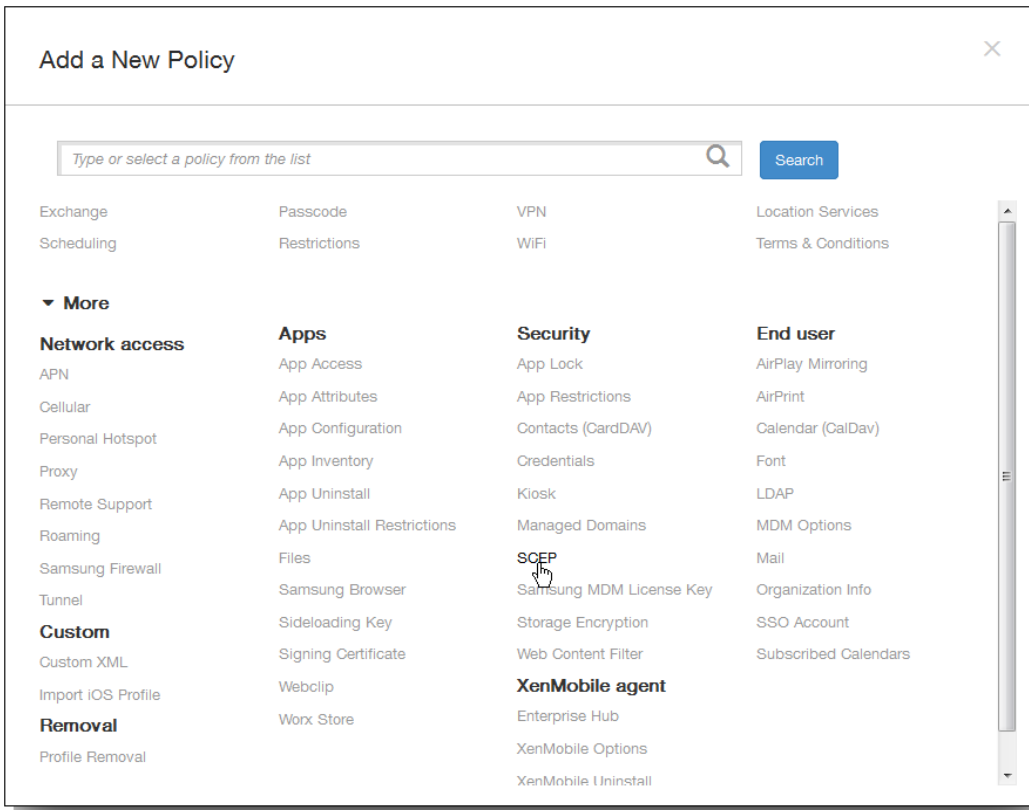 Add a New Policy
Type or select a policy from the list
Search
Exchange
Passcode
VPN
Location Services
Scheduling
Restrictions
WiFi
Terms & Conditions
More
Network access
APN
Cellular
Personal Hotspot
Proxy
Remote Support
Roaming
Samsung Firewall
Tunnel
Custom
Custom XML
Import iOS Profile
Removal
Profile Removal
Apps
App Access
App Attributes
App Configuration
App Inventory
App Uninstall
App Uninstall Restrictions
Files
Samsung Browser
Sideloading Key
Signing Certificate
Webclip
Worx Store
Security
App Lock
App Restrictions
Contacts (CardDAV)
Credentials
Kiosk
Managed Domains
SCEP
Samsung MDM License Key
Storage Encryption
Web Content Filter
XenMobile agent
Enterprise Hub
XenMobile Options
XenMobile Uninstall
End user
AirPlay Mirroring
AirPrint
Calendar (CalDav)
Font
LDAP
MDM Options
Mail
Organization Info
SSO Account
Subscribed Calendars